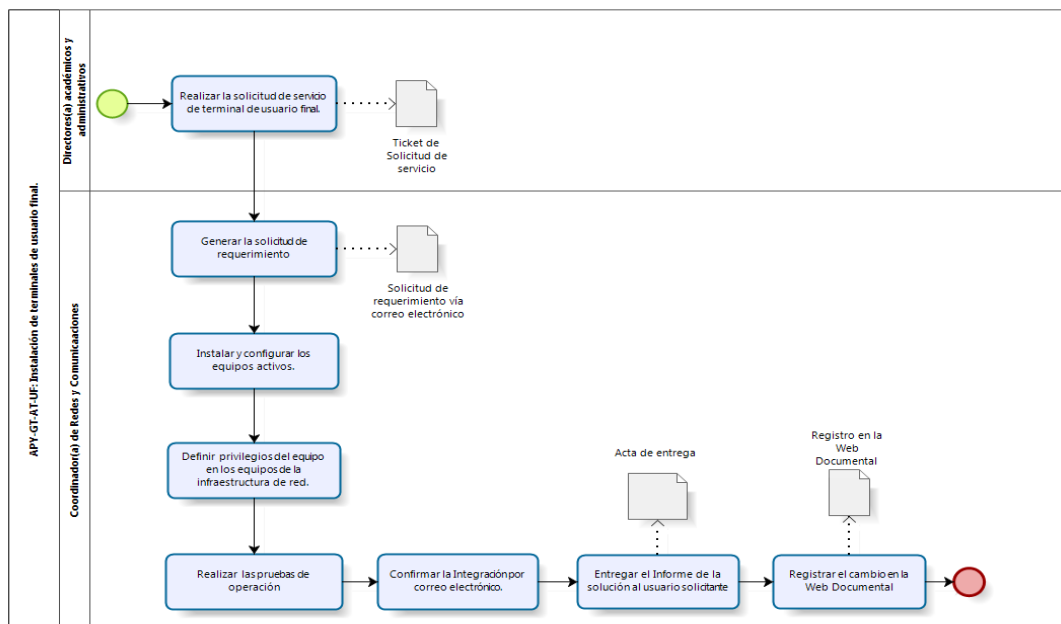 APY-GT-AT-UF: Instalación de terminales de usuario final.
Directores(a) académicos y
administrativos
Realizar la solicitud de servicio
de terminal de usuario final.
Ticket de
Solicitud de
servicio
Coordinador(a) de Redes y Comunicaaciones
Generar la solicitud de
requerimiento
Solicitud de
requerimiento vía
correo electrónico
Instalar y configurar los
equipos activos.
Definir privilegios del equipo
en los equipos de la
infraestructura de red.
Realizar las pruebas de
operación
Confirmar la Integración por
correo electrónico.
Acta de entrega
Entregar el Informe de la
solución al usuario solicitante
Registro en la
Web
Documental
Registrar el cambio en la
Web Documental